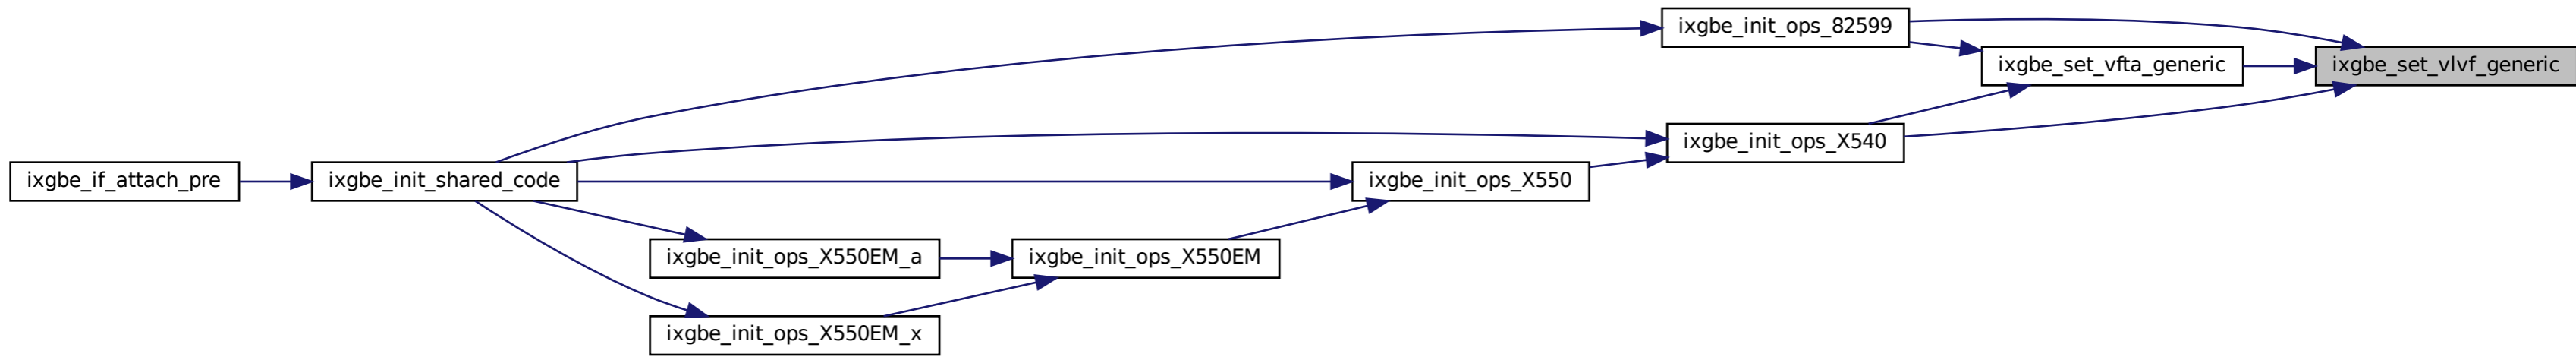 ixgbe_init_ops_82599
ixgbe_set_vfta_generic
ixgbe_set_vlvf_generic
ixgbe_init_ops_X540
ixgbe_if_attach_pre
ixgbe_init_shared_code
ixgbe_init_ops_X550
ixgbe_init_ops_X550EM_a
ixgbe_init_ops_X550EM
ixgbe_init_ops_X550EM_x